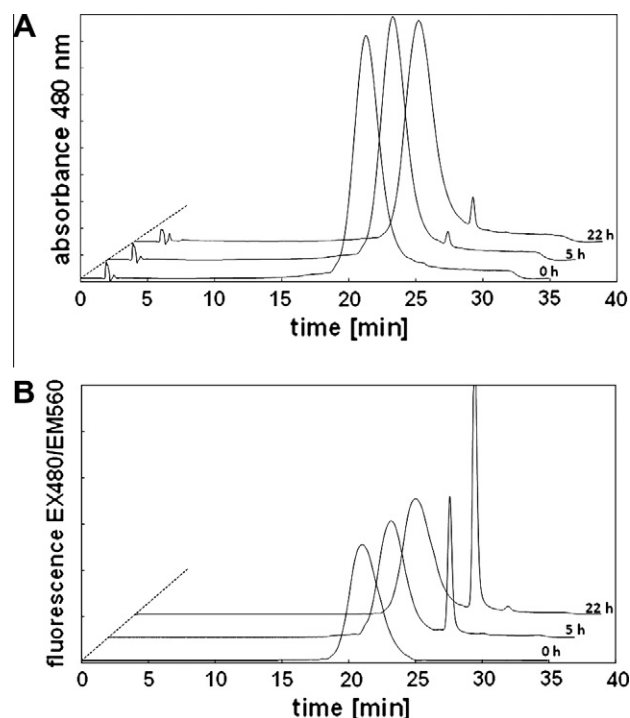 A
absorbance 480 nm
22 h
5 h
0 h
0 5 10 15 20 25 30 35 40
time [min]
B
fluorescence EX480/EM560
22 h
5 h
0 h
0 5 10 15 20 25 30 35 40
time [min]